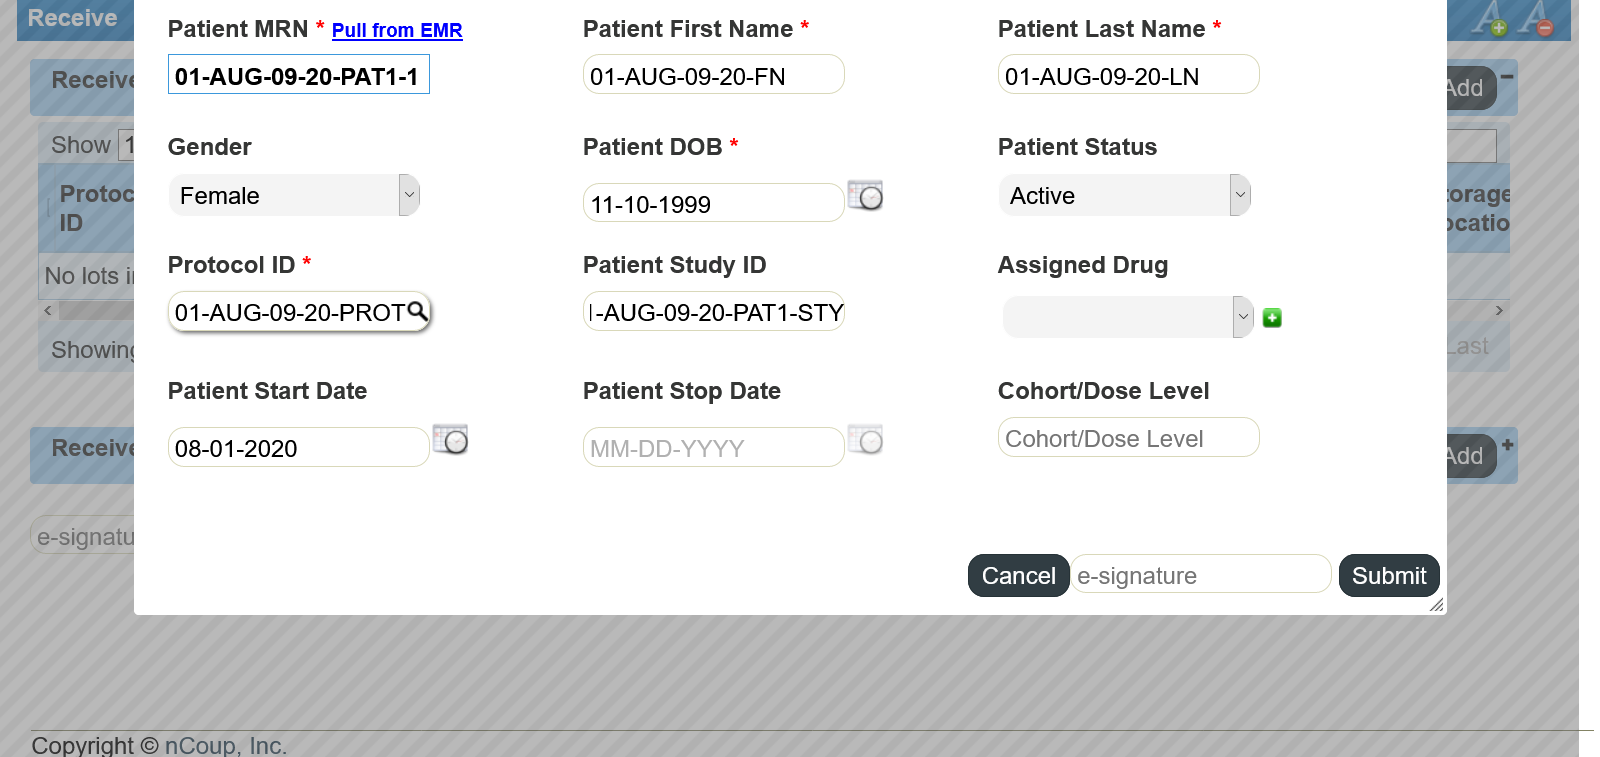 Receive
Patient MRN * Pull from EMR
Patient First Name *
Patient Last Name *
01-AUG-09-20-PAT1-1
01-AUG-09-20-FN
01-AUG-09-20-LN
Receive
Add
Gender
Patient DOB *
Patient Status
Show 1
Female
11-10-1999
Active
Protoc
ID
torage
ocatio
Protocol ID *
Patient Study ID
Assigned Drug
No lots i
01-AUG-09-20-PROT
-AUG-09-20-PAT1-STY
Showing
Last
Patient Start Date
Patient Stop Date
Cohort/Dose Level
08-01-2020
MM-DD-YYYY
Cohort/Dose Level
Receive
Add
e-signatu
Cancel
e-signature
Submit
Copyright © nCoup, Inc.